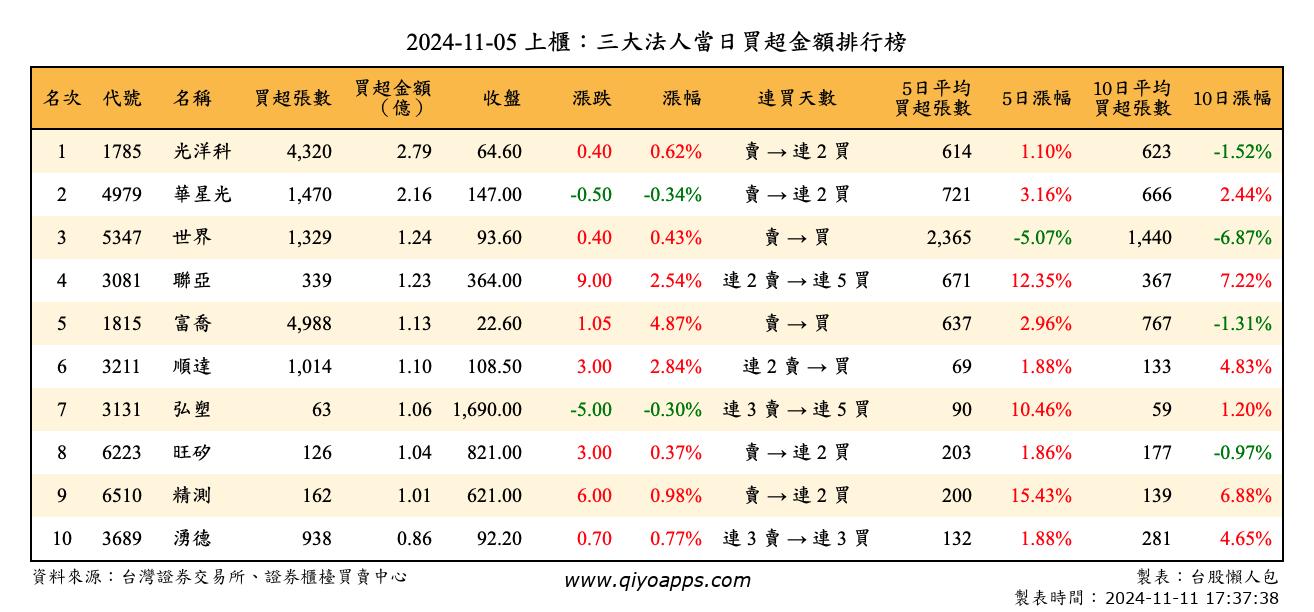 2024-11-05 上櫃：三大法人當日買超金額排行榜
名次 代號 名稱 買超張數 買超金額（億） 收盤 漲跌 漲幅 連買天數 5日平均買超張數 5日漲幅 10日平均買超張數 10日漲幅
1 1785 光洋科 4,320 2.79 64.60 0.40 0.62% 賣 → 連 2 買 614 1.10% 623 -1.52%
2 4979 華星光 1,470 2.16 147.00 -0.50 -0.34% 賣 → 連 2 買 721 3.16% 666 2.44%
3 5347 世界 1,329 1.24 93.60 0.40 0.43% 賣 → 買 2,365 -5.07% 1,440 -6.87%
4 3081 聯亞 339 1.23 364.00 9.00 2.54% 連 2 賣 → 連 5 買 671 12.35% 367 7.22%
5 1815 富喬 4,988 1.13 22.60 1.05 4.87% 賣 → 買 637 2.96% 767 -1.31%
6 3211 順達 1,014 1.10 108.50 3.00 2.84% 連 2 賣 → 買 69 1.88% 133 4.83%
7 3131 弘塑 63 1.06 1,690.00 -5.00 -0.30% 連 3 賣 → 連 5 買 90 10.46% 59 1.20%
8 6223 旺矽 126 1.04 821.00 3.00 0.37% 賣 → 連 2 買 203 1.86% 177 -0.97%
9 6510 精測 162 1.01 621.00 6.00 0.98% 賣 → 連 2 買 200 15.43% 139 6.88%
10 3689 湧德 938 0.86 92.20 0.70 0.77% 連 3 賣 → 連 3 買 132 1.88% 281 4.65%
資料來源：台灣證券交易所、證券櫃檯買賣中心 www.qiyoapps.com 製表：台股懶人包
製表時間：2024-11-11 17:37:38